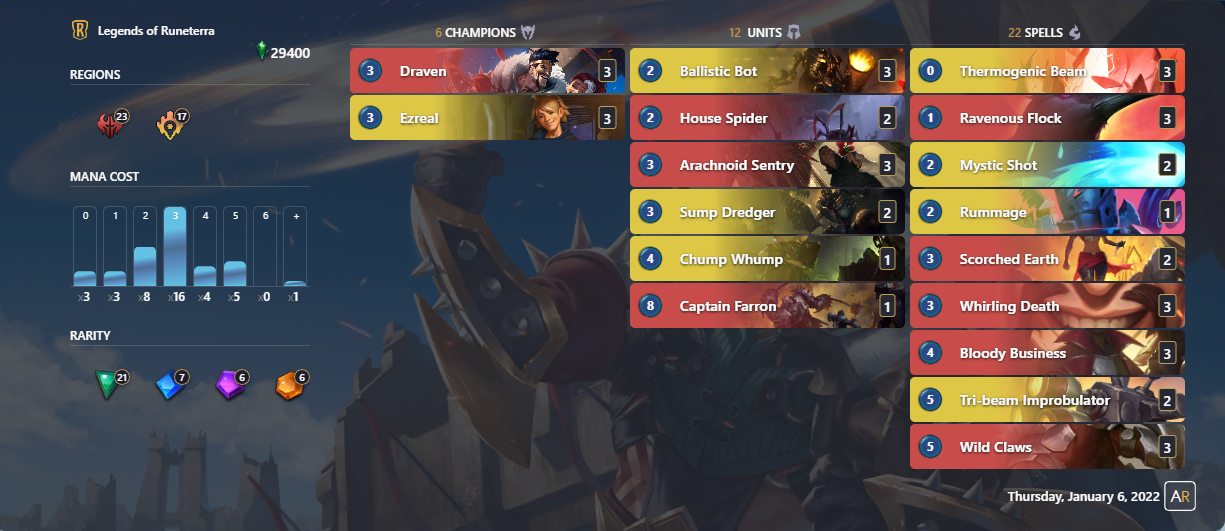 Legends of Runeterra
29400
REGIONS
23 17
MANA COST
0 1 2 3 4 5 6 +
x3 x3 x8 x16 x4 x5 x0 x1
RARITY
21 7 6 6
6 CHAMPIONS
3 Draven 3
3 Ezreal 3
12 UNITS
2 Ballistic Bot 3
2 House Spider 2
3 Arachnoid Sentry 3
3 Sump Dredger 2
4 Chump Whump 1
8 Captain Farron 1
22 SPELLS
0 Thermogenic Beam 3
1 Ravenous Flock 3
2 Mystic Shot 2
2 Rummage 1
3 Scorched Earth 2
3 Whirling Death 3
4 Bloody Business 3
5 Tri-beam Improbulator 2
5 Wild Claws 3
Thursday, January 6, 2022 AR